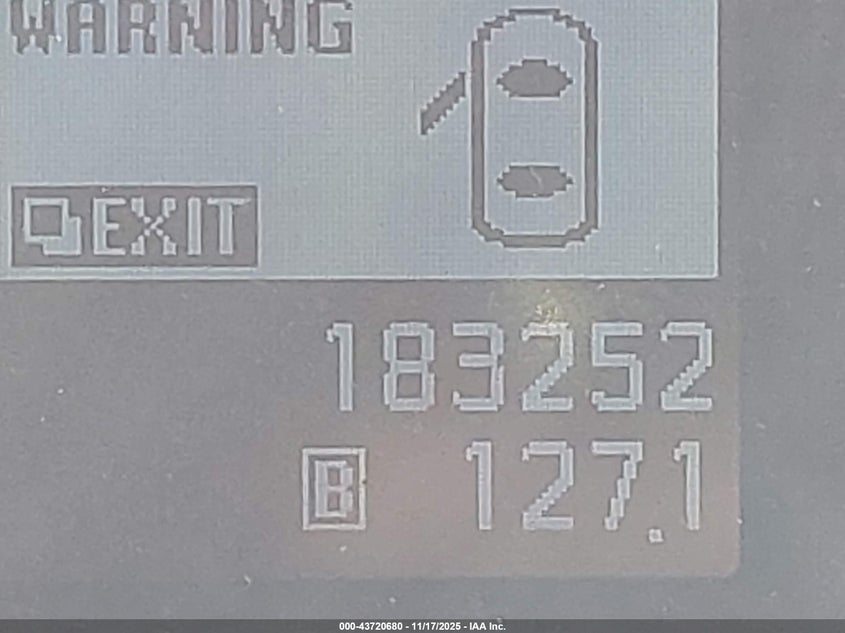 WARNING
EXIT
183252
B 127.1
000-43720680 - 11/17/2025 - IAA Inc.